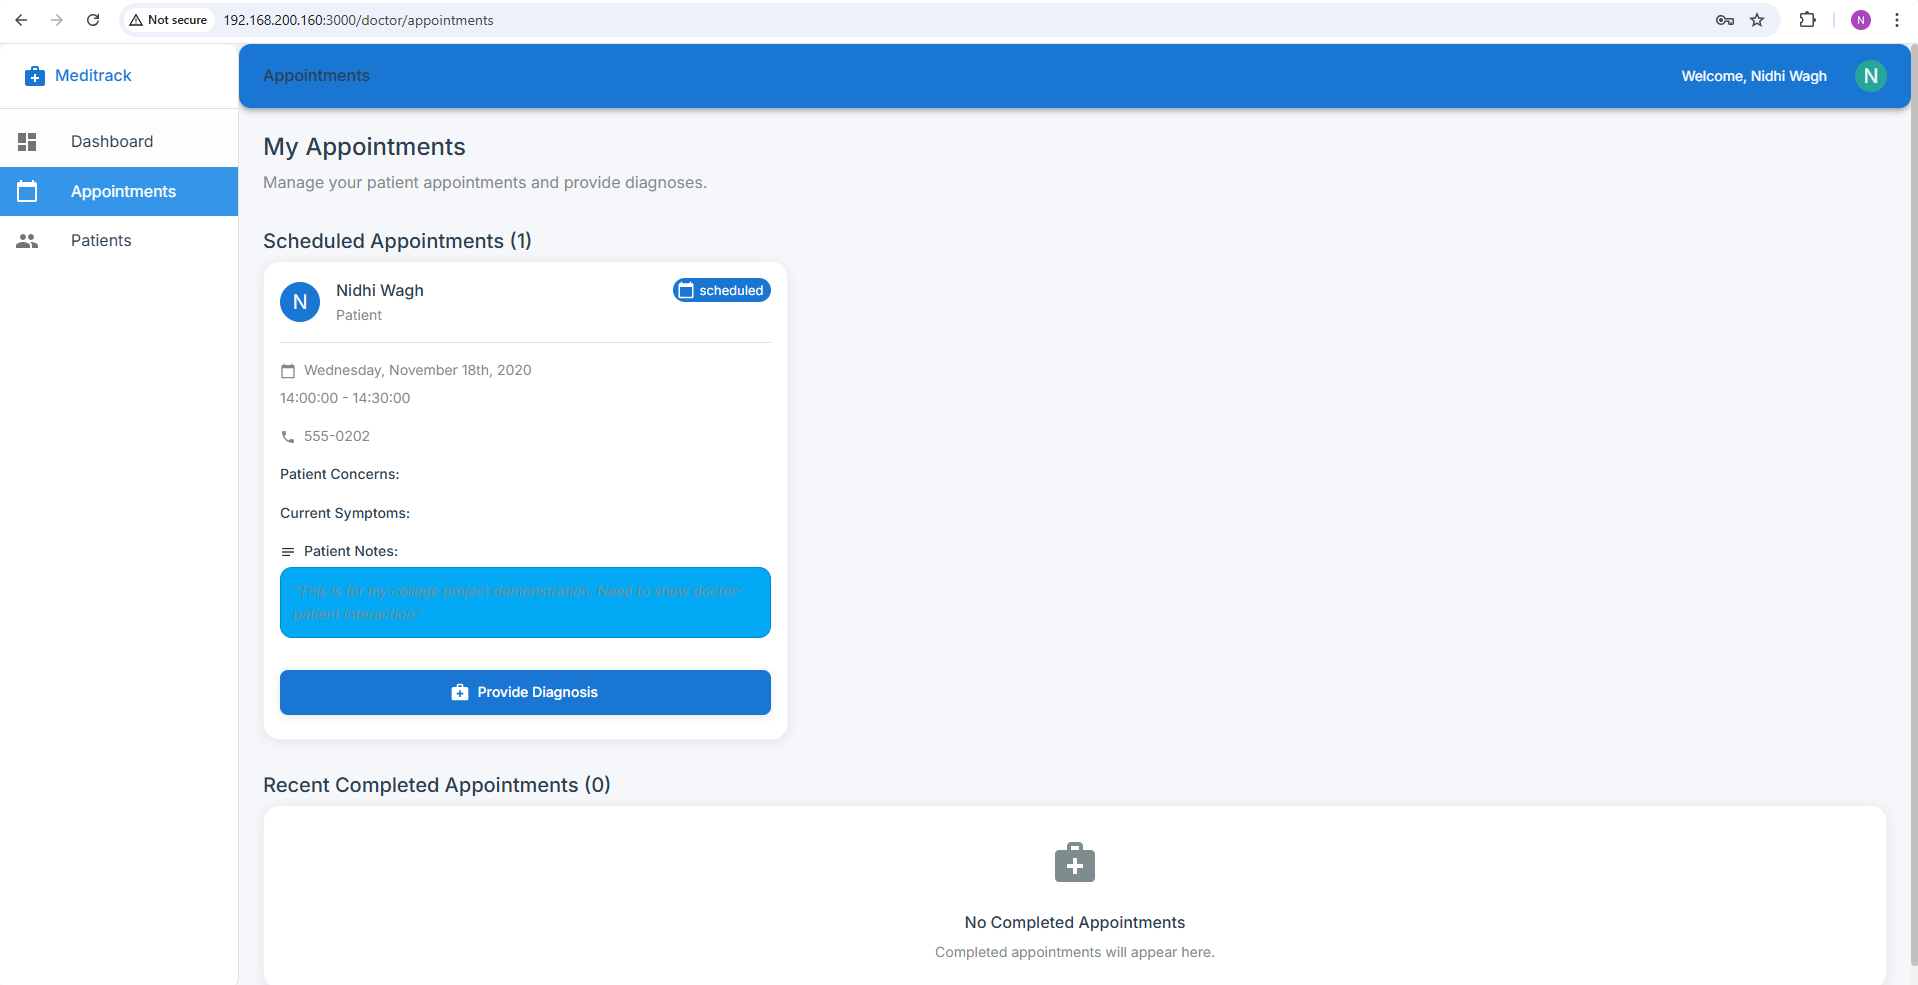 Not secure
192.168.200.160:3000/doctor/appointments
N
Meditrack
Appointments
Welcome, Nidhi Wagh
N
Dashboard
Appointments
Patients
My Appointments
Manage your patient appointments and provide diagnoses.
Scheduled Appointments (1)
N
Nidhi Wagh
Patient
scheduled
Wednesday, November 18th, 2020
14:00:00 - 14:30:00
555-0202
Patient Concerns:
Current Symptoms:
Patient Notes:
"This is for my college project demonstration. Need to show doctor-
patient interaction."
Provide Diagnosis
Recent Completed Appointments (0)
No Completed Appointments
Completed appointments will appear here.